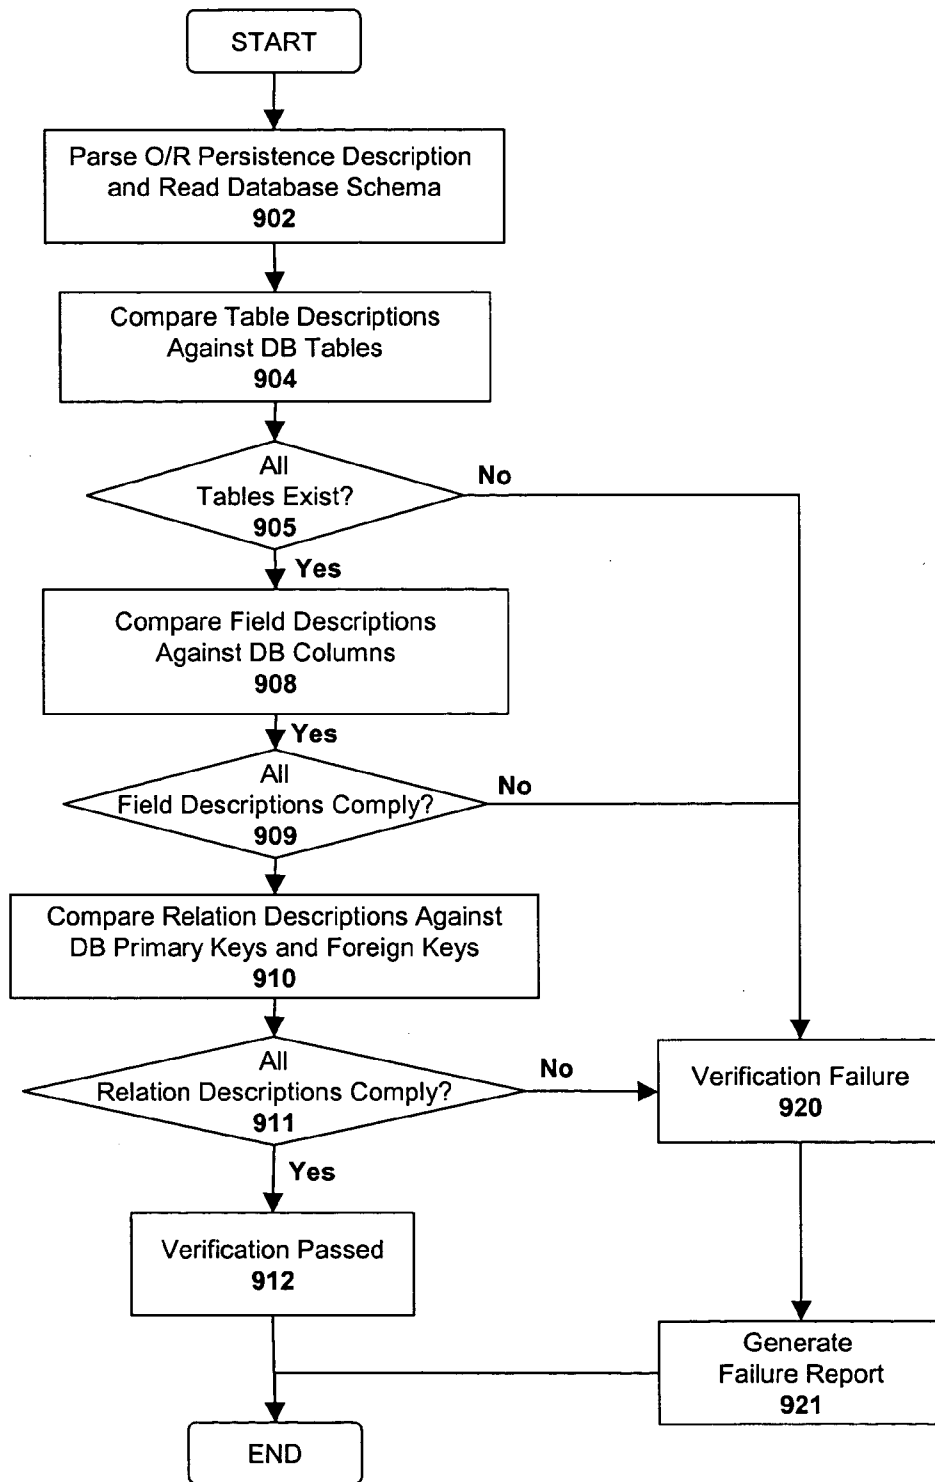 START
Parse O/R Persistence Description
and Read Database Schema
902
Compare Table Descriptions
Against DB Tables
904
All
Tables Exist?
905
No
Yes
Compare Field Descriptions
Against DB Columns
908
Yes
All
Field Descriptions Comply?
909
No
Compare Relation Descriptions Against
DB Primary Keys and Foreign Keys
910
All
Relation Descriptions Comply?
911
No
Verification Failure
920
Yes
Verification Passed
912
Generate
Failure Report
921
END